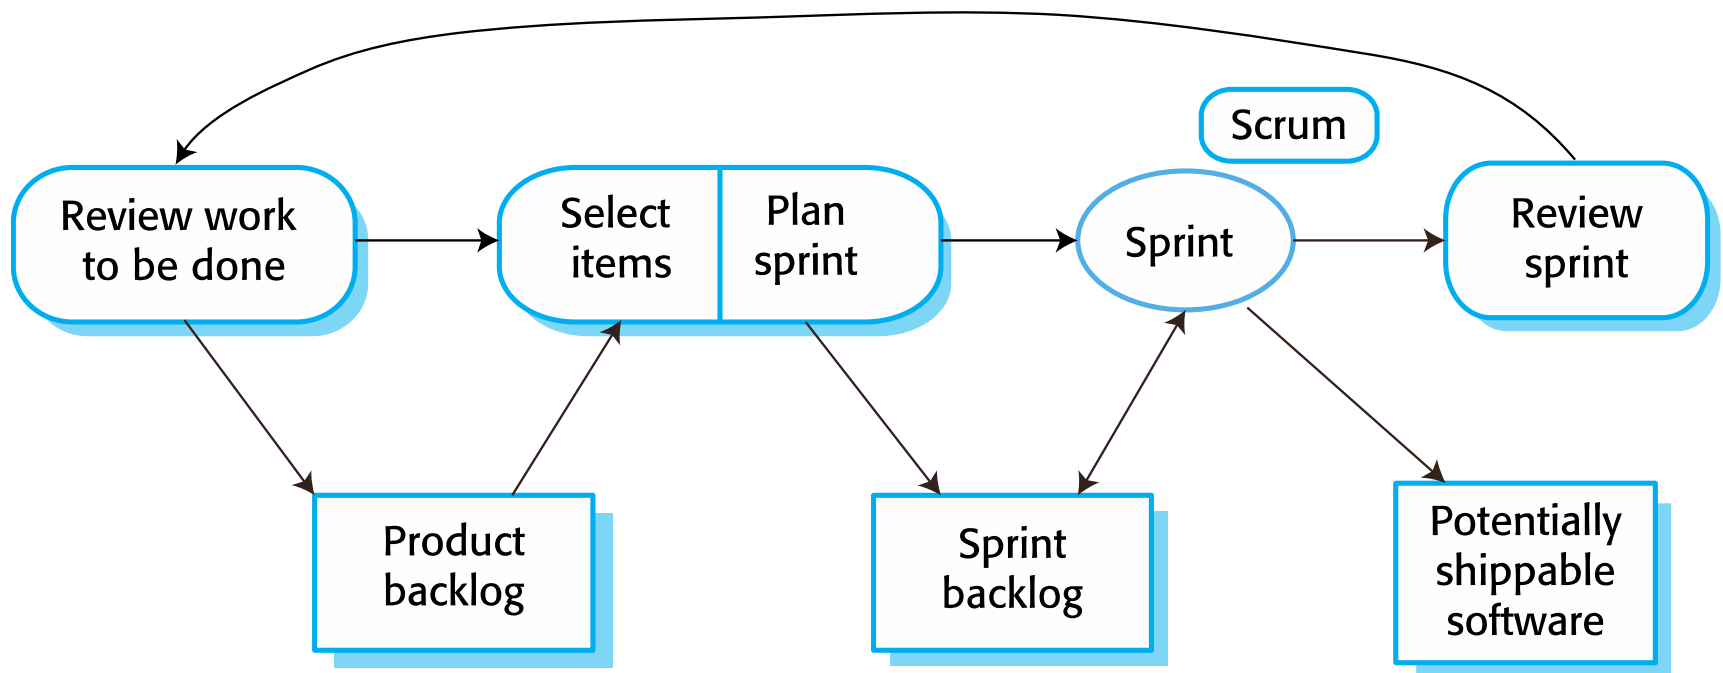 Scrum
Review work
to be done
Select
items
Plan
sprint
Sprint
Review
sprint
Product
backlog
Sprint
backlog
Potentially
shippable
software